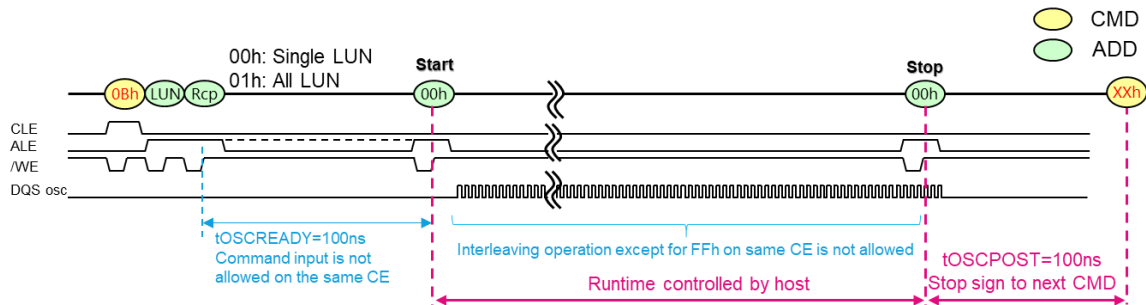 CMD
ADD
00h: Single LUN
01h: All LUN
Start
Stop
0Bh
LUN
Rcp
00h
00h
XXh
CLE
ALE
/WE
DQS osc
tOSCREADY=100ns
Command input is not
allowed on the same CE
Interleaving operation except for FFh on same CE is not allowed
Runtime controlled by host
tOSCPOST=100ns
Stop sign to next CMD